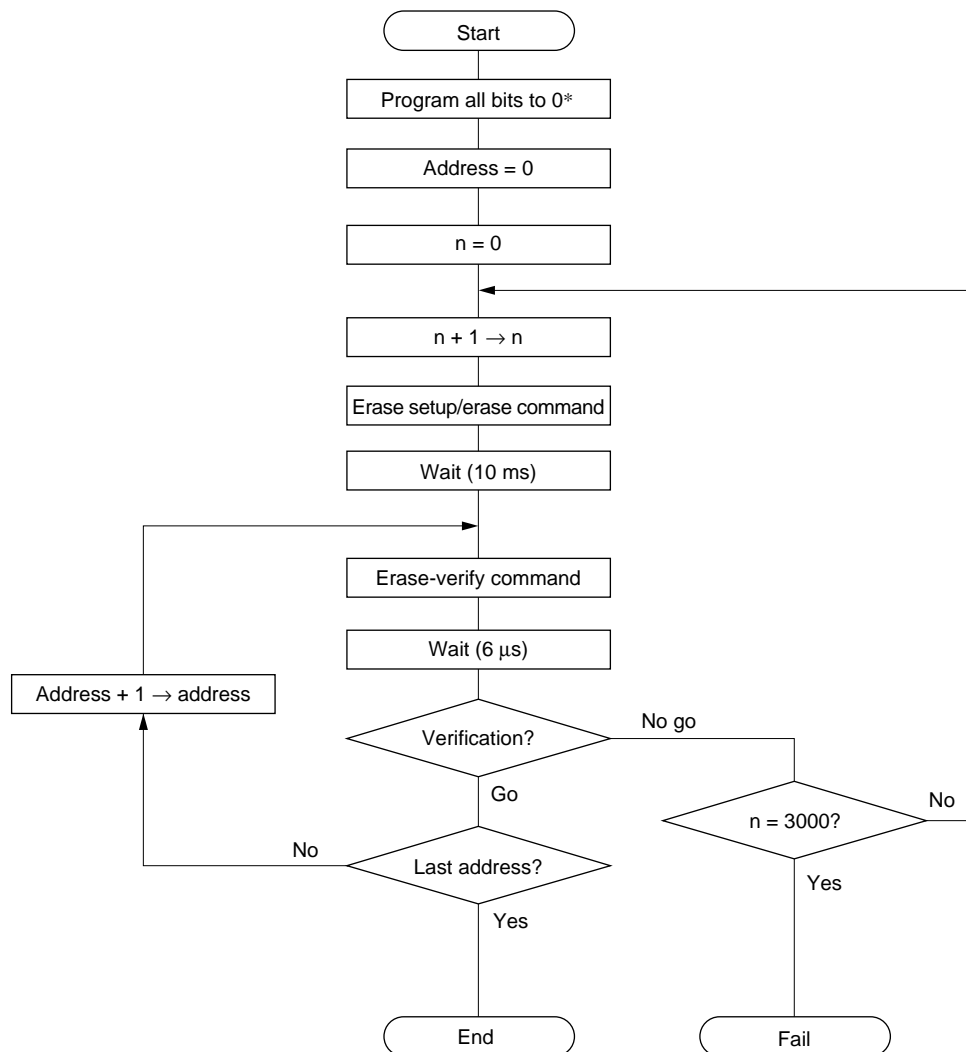 Start
Program all bits to 0*
Address = 0
n = 0
n + 1 → n
Erase setup/erase command
Wait (10 ms)
Erase-verify command
Wait (6 μs)
Address + 1 → address
Verification?
No go
Go
n = 3000?
No
No
Last address?
Yes
Yes
End
Fail